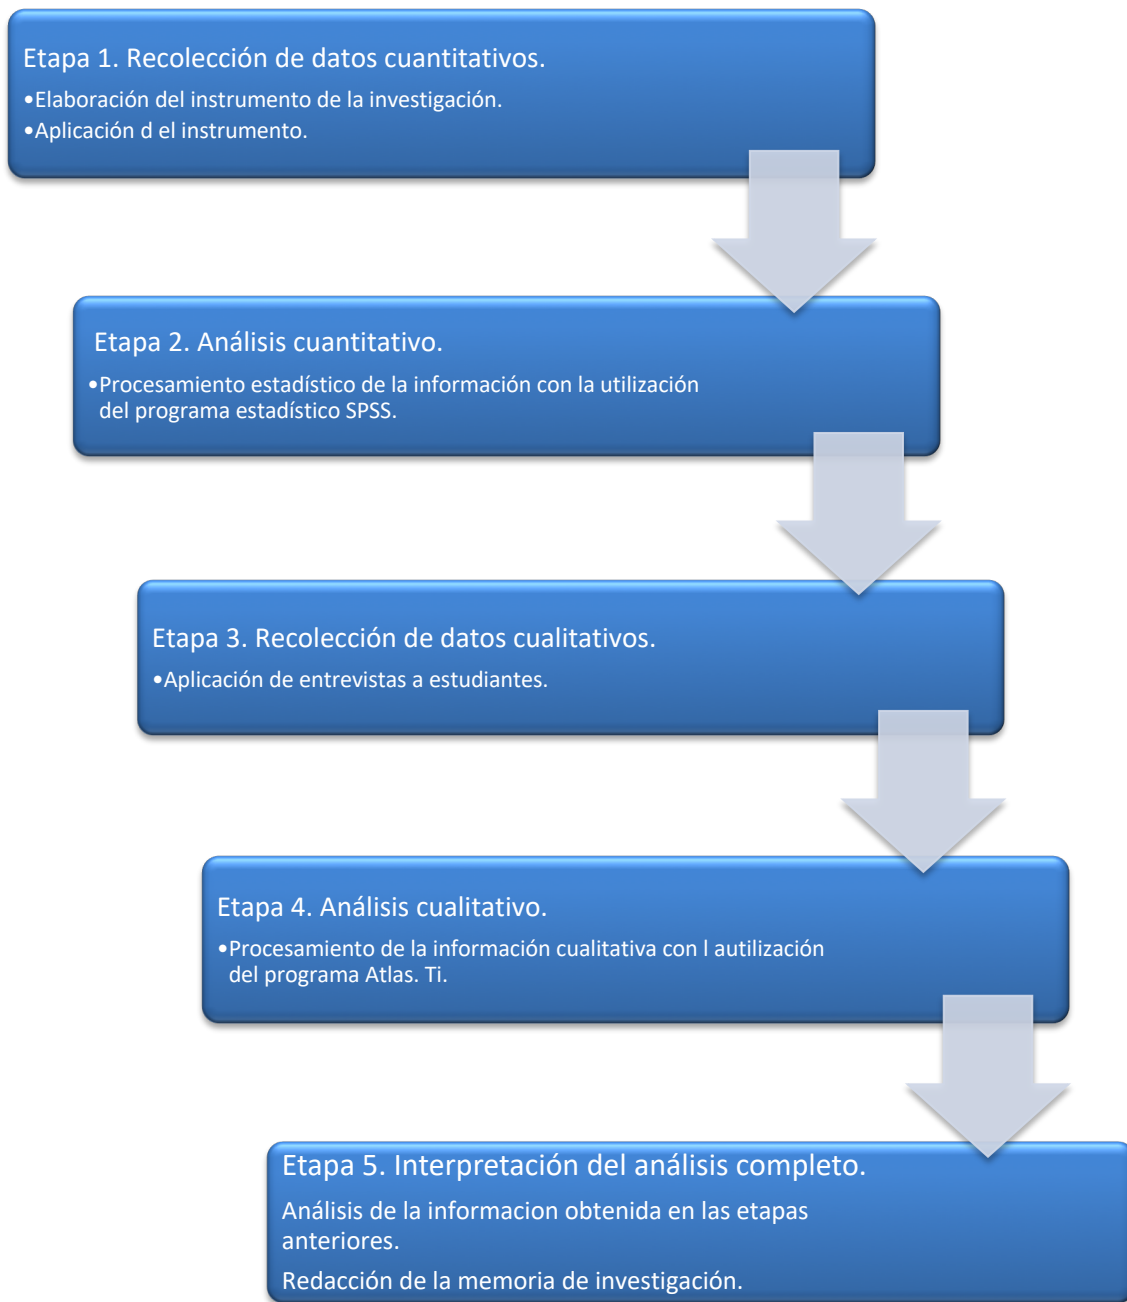 Etapa 1. Recolección de datos cuantitativos.
•Elaboración del instrumento de la investigación.
•Aplicación d el instrumento.
Etapa 2. Análisis cuantitativo.
•Procesamiento estadístico de la información con la utilización
del programa estadístico SPSS.
Etapa 3. Recolección de datos cualitativos.
•Aplicación de entrevistas a estudiantes.
Etapa 4. Análisis cualitativo.
•Procesamiento de la información cualitativa con l autilización
del programa Atlas. Ti.
Etapa 5. Interpretación del análisis completo.
Análisis de la informacion obtenida en las etapas
anteriores.
Redacción de la memoria de investigación.